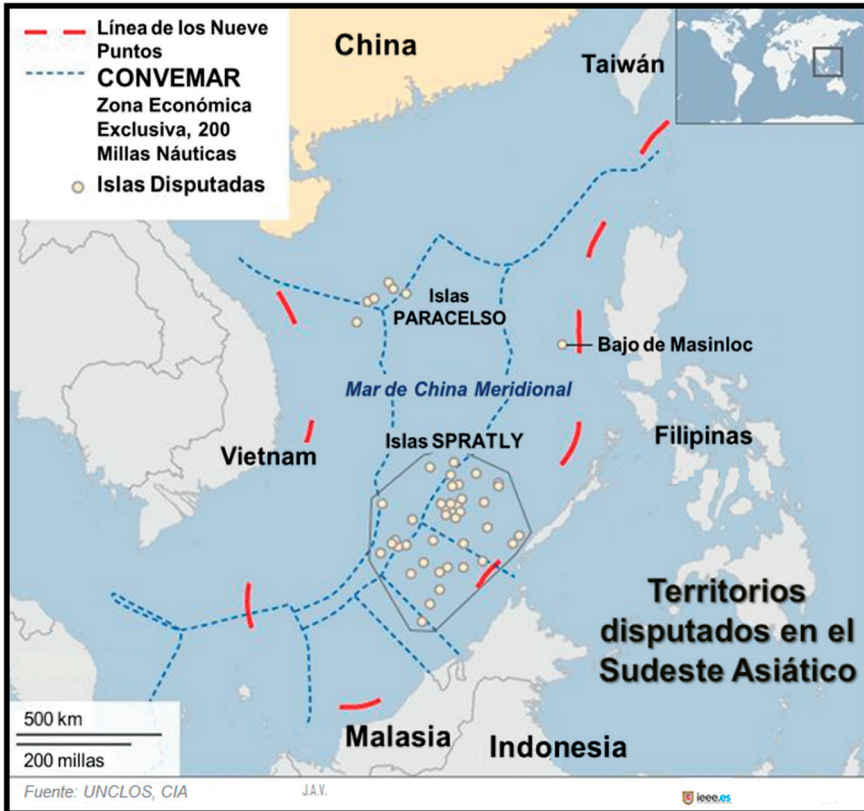 Línea de los Nueve
Puntos
CONVEMAR
Zona Económica
Exclusiva, 200
Millas Náuticas
Islas Disputadas
China
Taiwán
Islas
PARACELSO
Bajo de Masinloc
Mar de China Meridional
Islas SPRATLY
Vietnam
Filipinas
Territorios
disputados en el
Sudeste Asiático
500 km
200 millas
Malasia
Indonesia
Fuente: UNCLOS, CIA
J.A.V.
ieee.es